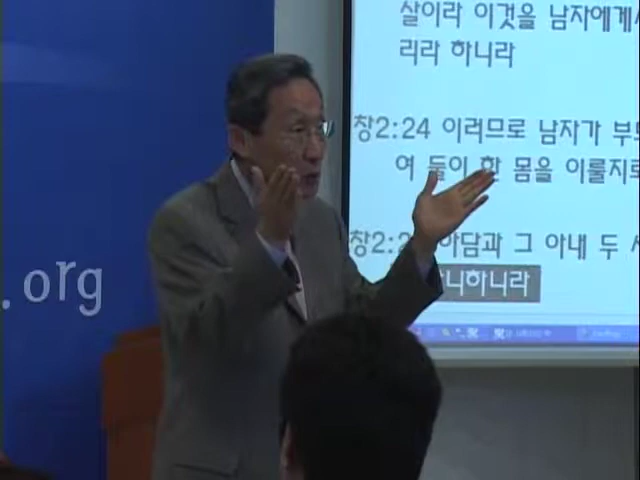 살이라 이것을 남자에게서
리라 하니라
창2:24 이러므로 남자가 부모
여 둘이 한 몸을 이룰지로
창2:2 아담과 그 아내 두 사
니하니라
.org